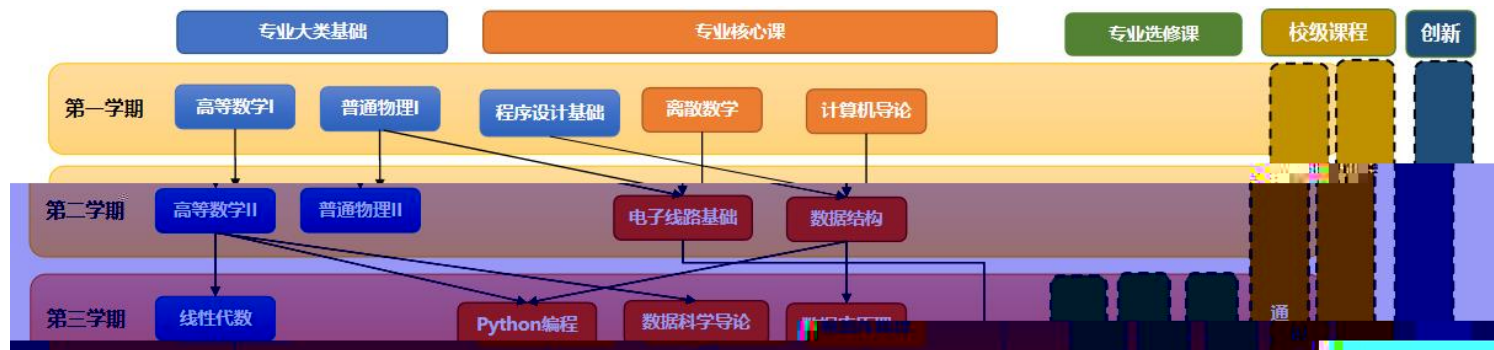 专业大类基础 专业核心课 专业选修课 校级课程 创新
第一学期 高等数学I 普通物理I 程序设计基础 离散数学 计算机导论
第二学期 高等数学II 普通物理II 电子线路基础 数据结构
第三学期 线性代数 Python编程 数据科学导论
通